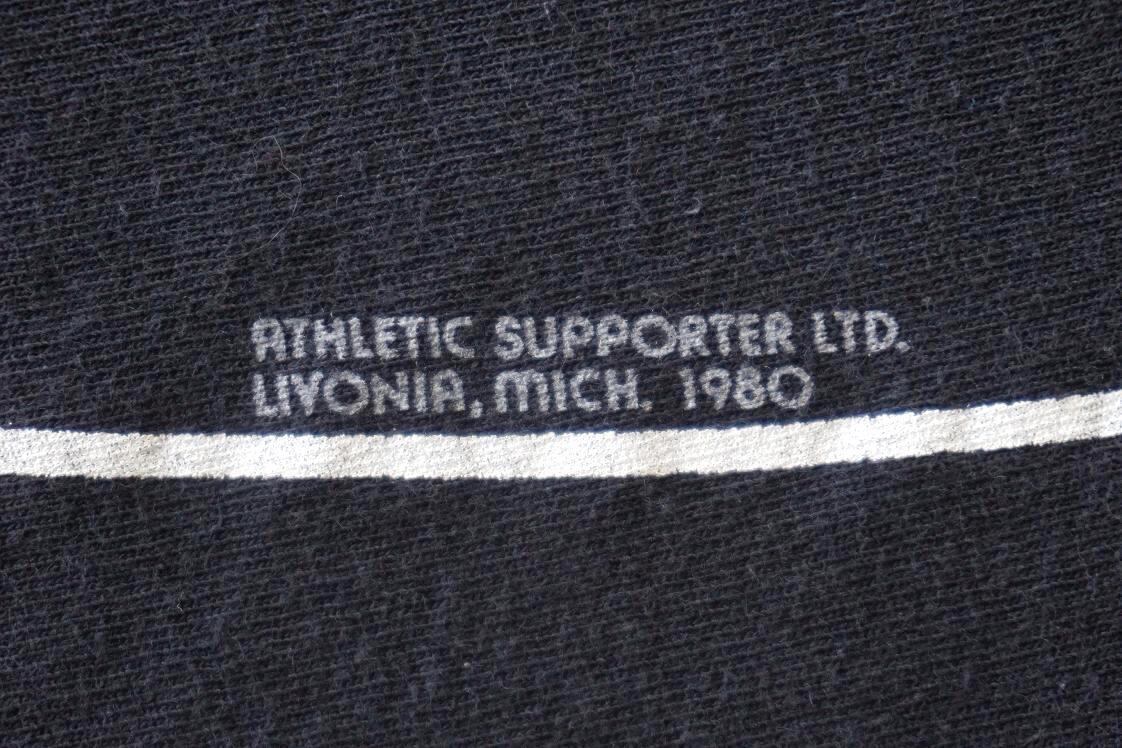 ATHLETIC SUPPORTER LTD.
LIVONIA, MICH. 1980